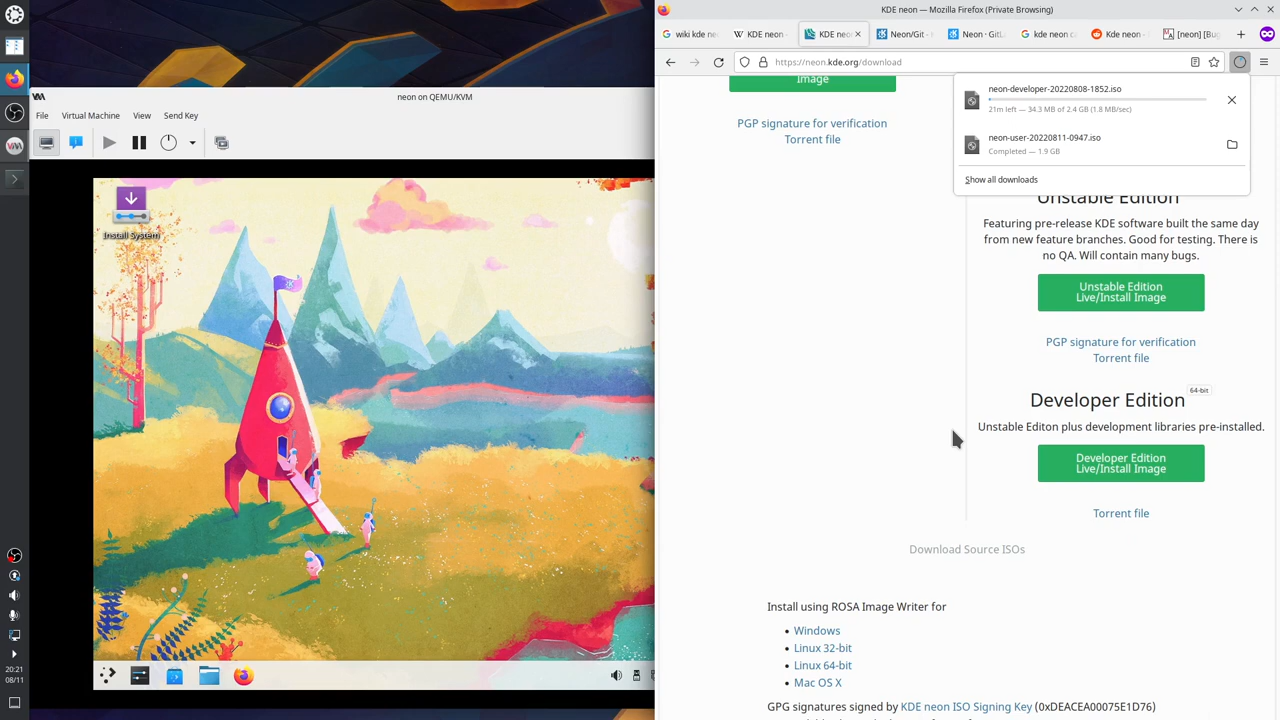 neon on QEMU/KVM
File Virtual Machine View Send Key
Install System
20:21
08/11
KDE neon — Mozilla Firefox (Private Browsing)
wiki kde ne
KDE neon -
KDE neo
Neon/Git -
Neon · GitL
kde neon c
Kde neon -
[neon] [Bug
https://neon.kde.org/download
neon-developer-20220808-1852.iso
21m left — 34.3 MB of 2.4 GB (1.8 MB/sec)
neon-user-20220811-0947.iso
Completed — 1.9 GB
Show all downloads
Image
PGP signature for verification
Torrent file
Unstable Edition
Featuring pre-release KDE software built the same day
from new feature branches. Good for testing. There is
no QA. Will contain many bugs.
Unstable Edition
Live/Install Image
PGP signature for verification
Torrent file
Developer Edition 64-bit
Unstable Editon plus development libraries pre-installed.
Developer Edition
Live/Install Image
Torrent file
Download Source ISOs
Install using ROSA Image Writer for
• Windows
• Linux 32-bit
• Linux 64-bit
• Mac OS X
GPG signatures signed by KDE neon ISO Signing Key (0xDEACEA00075E1D76)